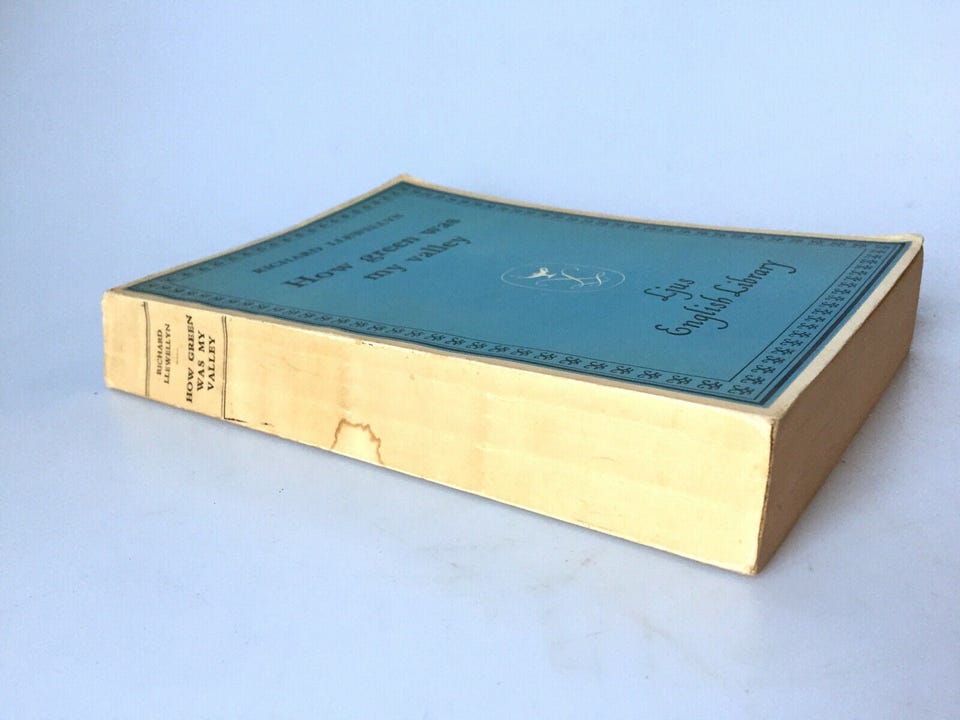 RICHARD LLEWELLYN
How green was
my valley
Ljus
English Library
RICHARD
LLEWELLYN
HOW GREEN
WAS MY
VALLEY